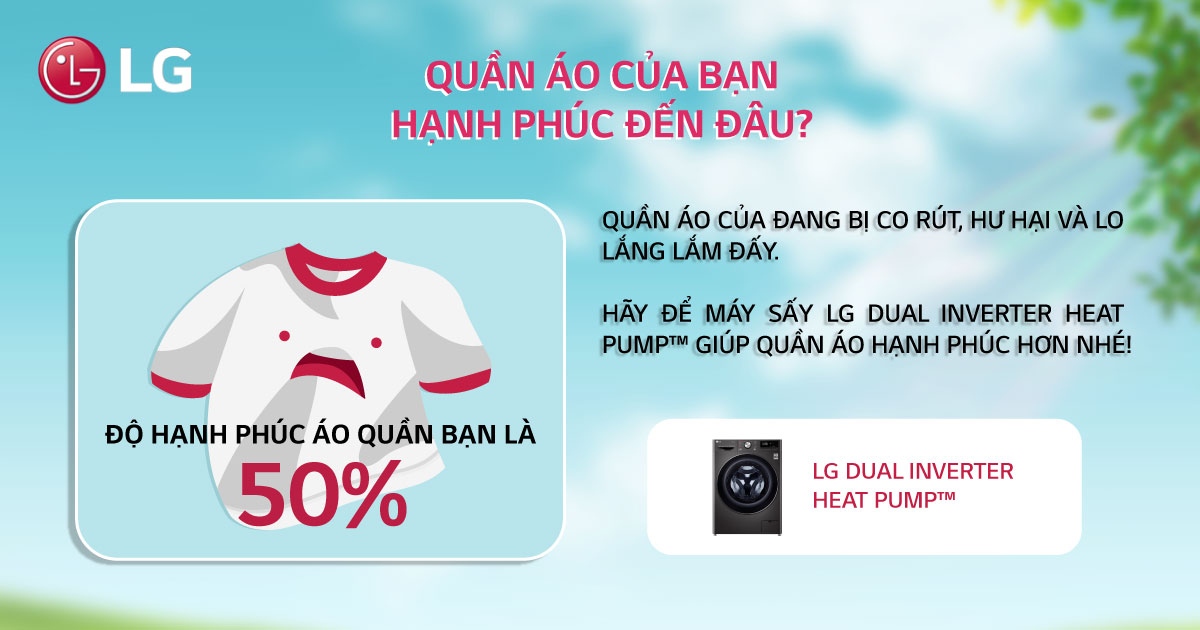 LG
QUẦN ÁO CỦA BẠN
HẠNH PHÚC ĐẾN ĐÂU?
ĐỘ HẠNH PHÚC ÁO QUẦN BẠN LÀ
50%
QUẦN ÁO CỦA ĐANG BỊ CO RÚT, HƯ HẠI VÀ LO
LẮNG LẮM ĐẤY.
HÃY ĐỂ MÁY SẤY LG DUAL INVERTER HEAT
PUMP™ GIÚP QUẦN ÁO HẠNH PHÚC HƠN NHÉ!
LG DUAL INVERTER
HEAT PUMP™